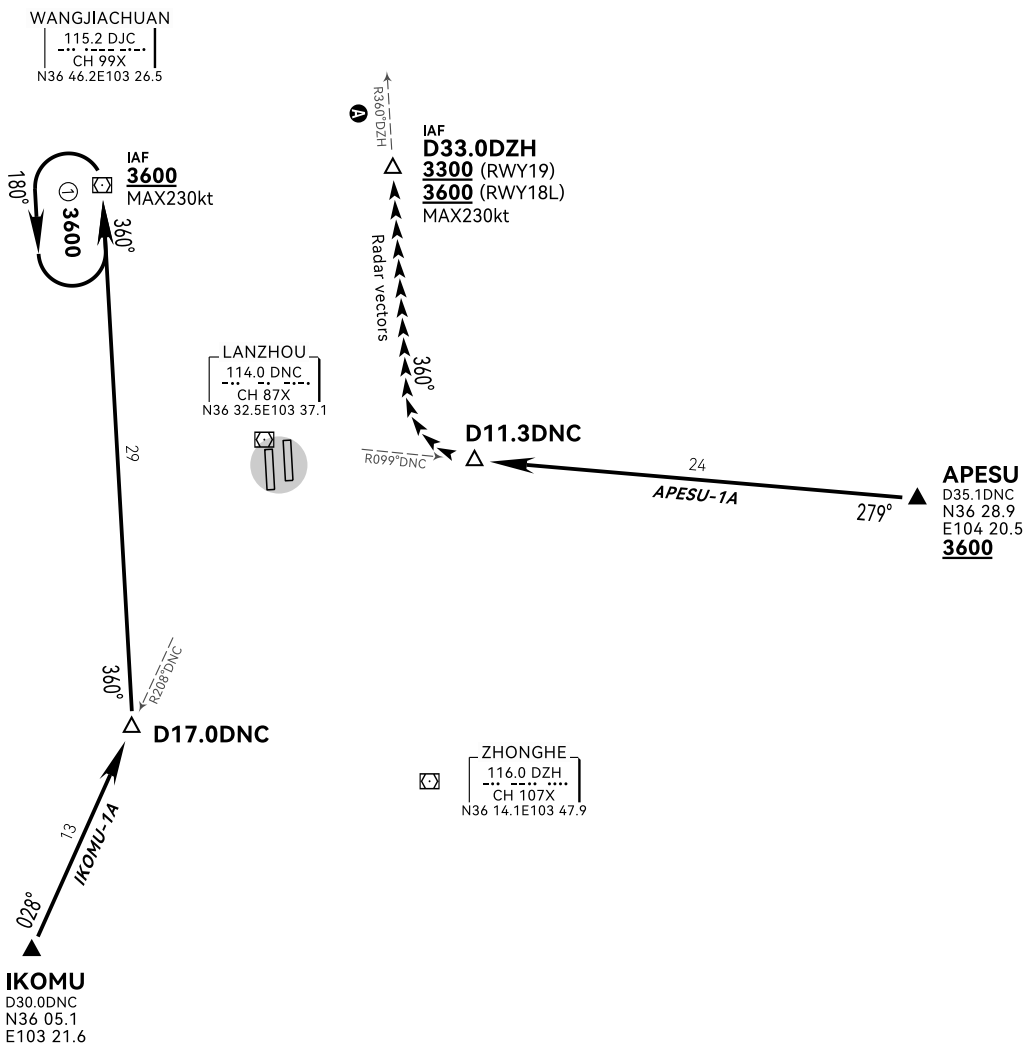 WANGJIACHUAN
115.2 DJC
CH 99X
N36 46.2E103 26.5
IAF
3600
MAX230kt
180°
① 3600
360°
R360°DZH
A
IAF
D33.0DZH
3300 (RWY19)
3600 (RWY18L)
MAX230kt
Radar vectors
360°
LANZHOU
114.0 DNC
CH 87X
N36 32.5E103 37.1
R099°DNC
D11.3DNC
24
APESU-1A
279°
APESU
D35.1DNC
N36 28.9
E104 20.5
3600
29
360°
R208°DNC
D17.0DNC
ZHONGHE
116.0 DZH
CH 107X
N36 14.1E103 47.9
13
IKOMU-1A
028°
IKOMU
D30.0DNC
N36 05.1
E103 21.6